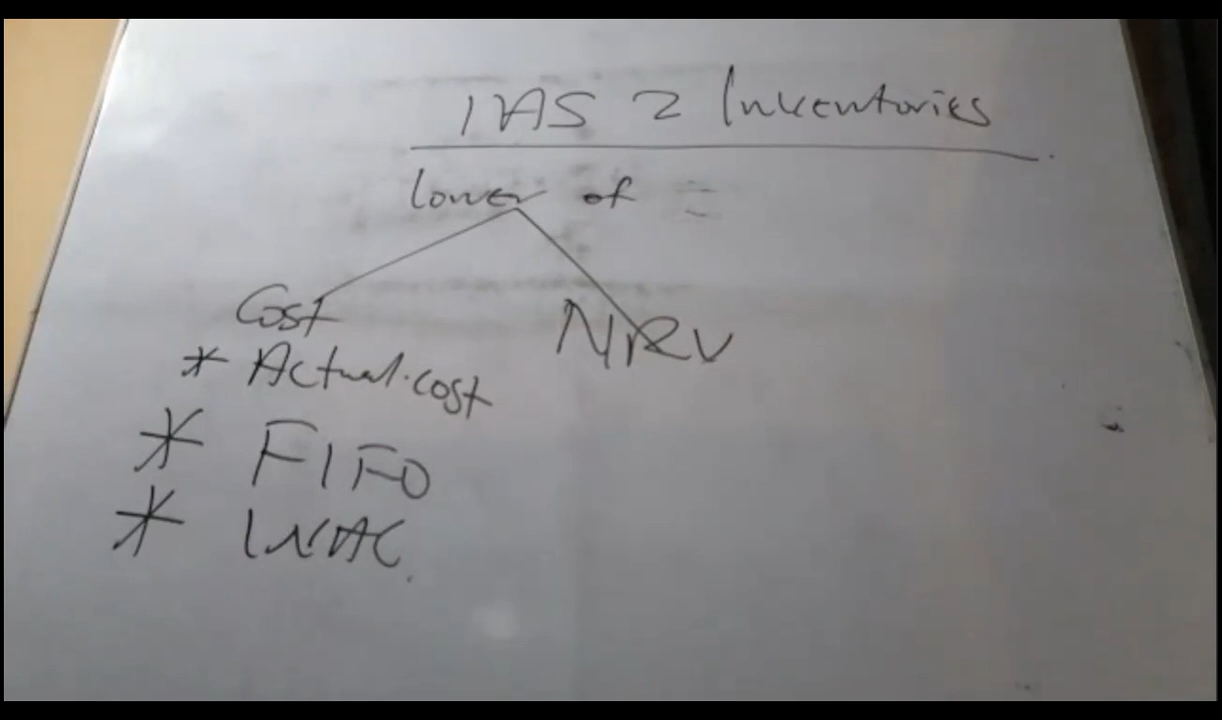 IAS 2 Inventories
lower of =
Cost
NRV
* Actual cost
* FIFO
* WAC.